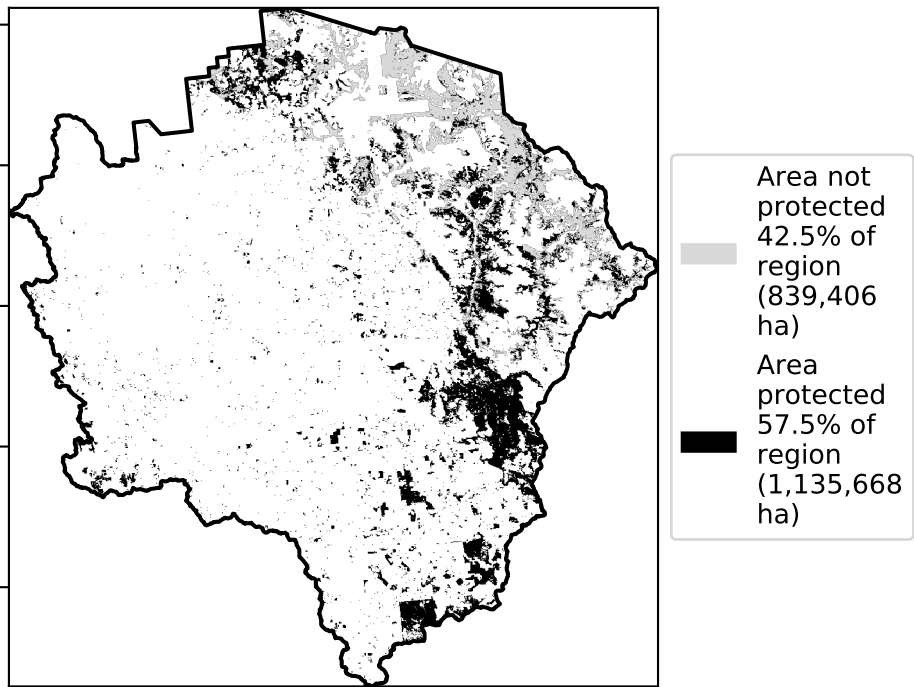 Area not
protected
42.5% of
region
(839,406
ha)
Area
protected
57.5% of
region
(1,135,668
ha)